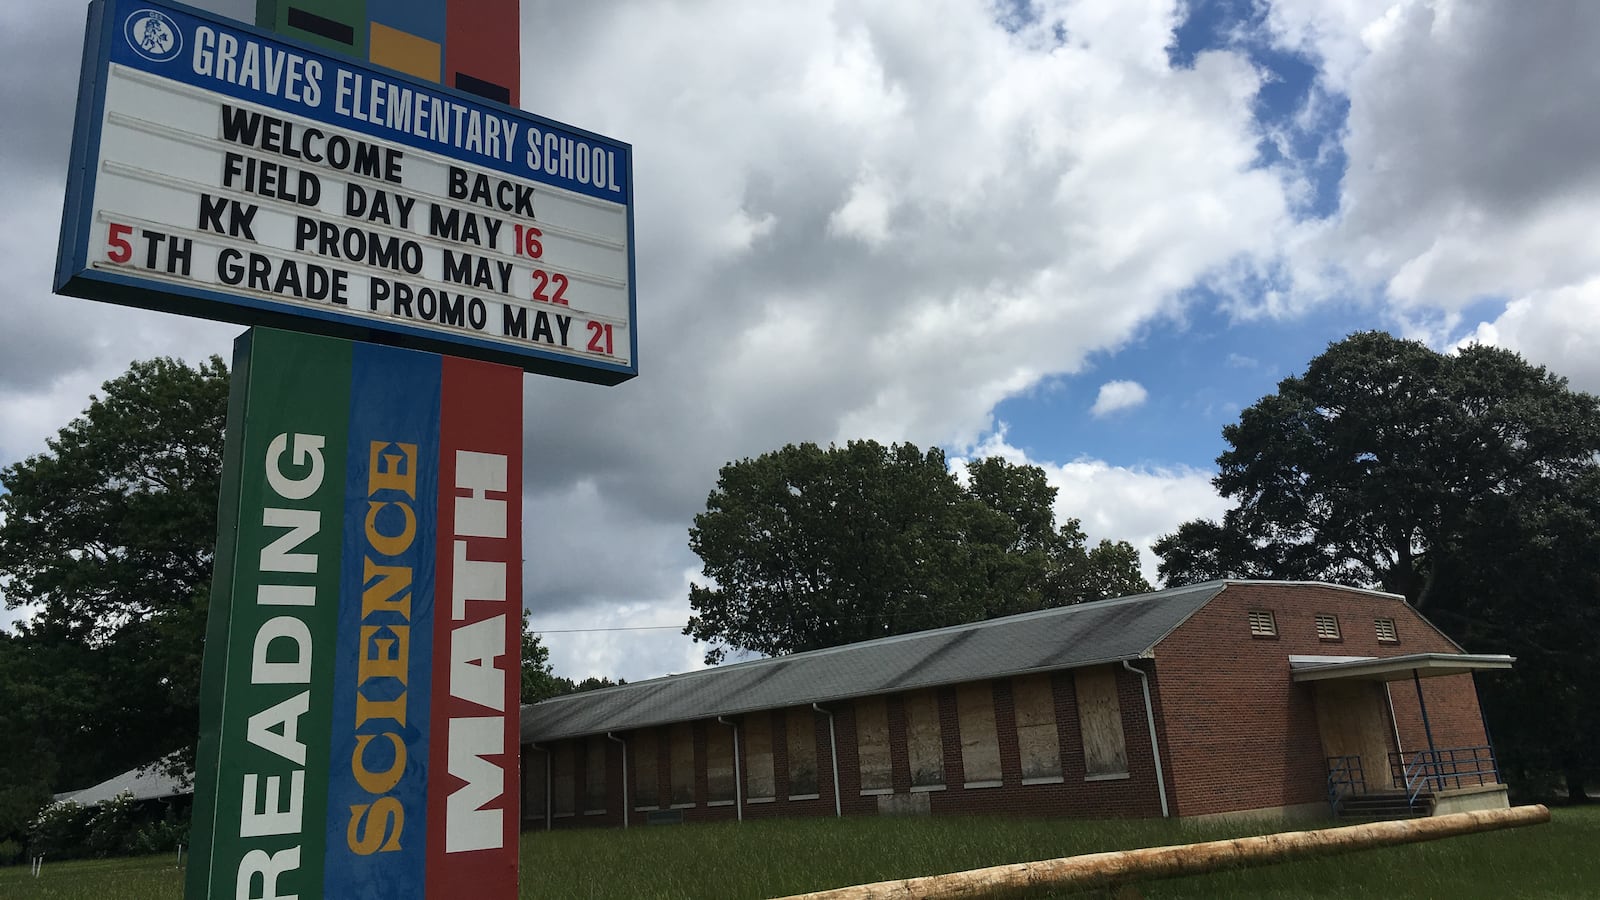 GRAVES ELEMENTARY SCHOOL
WELCOME BACK
FIELD DAY MAY 16
KK PROMO MAY 22
5TH GRADE PROMO MAY 21
READING
SCIENCE
MATH